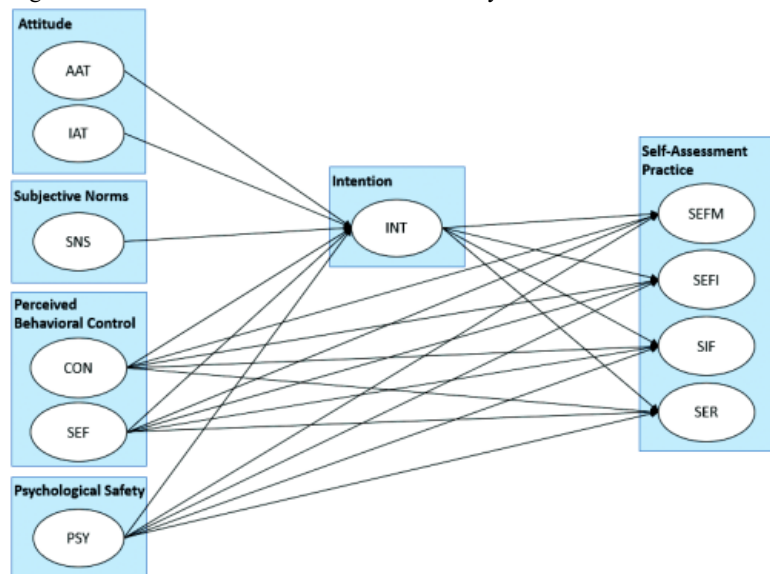 Attitude
AAT
IAT
Subjective Norms
SNS
Perceived
Behavioral Control
CON
SEF
Psychological Safety
PSY
Intention
INT
Self-Assessment
Practice
SEFM
SEFI
SIF
SER